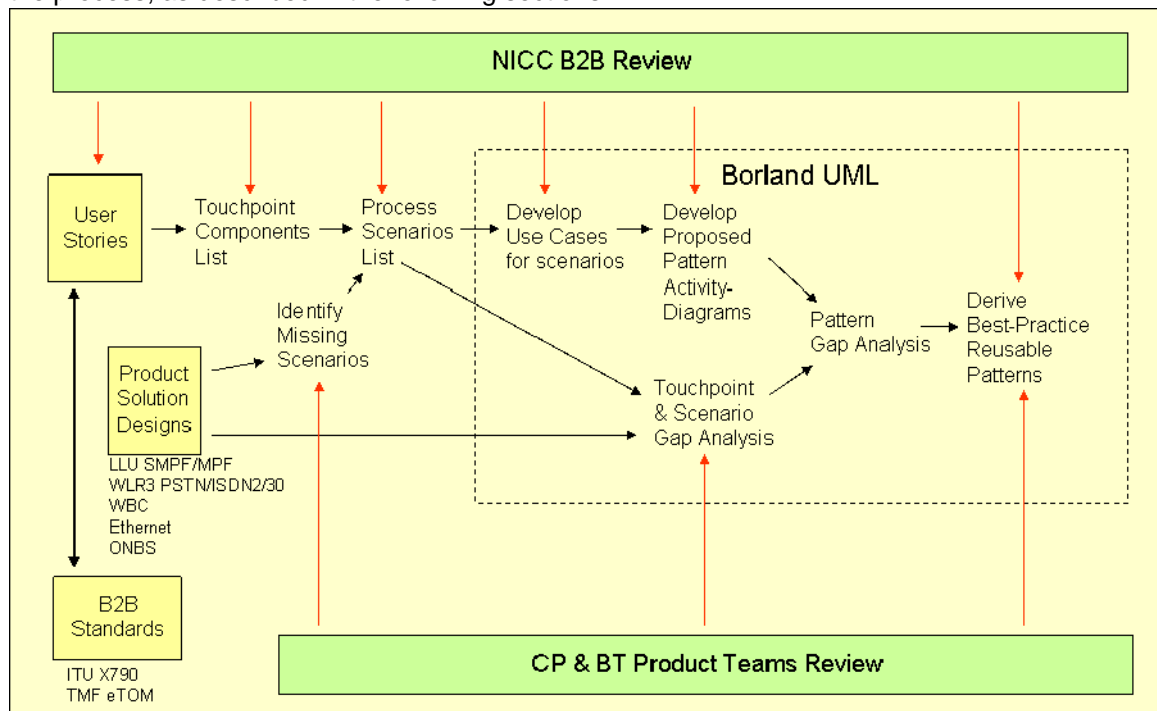 NICC B2B Review
Borland UML
User
Stories
Touchpoint
Components
List
Process
Scenarios
List
Develop
Use Cases
for scenarios
Develop
Proposed
Pattern
Activity-
Diagrams
Identify
Missing
Scenarios
Pattern
Gap Analysis
Derive
Best-Practice
Reusable
Patterns
Product
Solution
Designs
Touchpoint
& Scenario
Gap Analysis
LLU SMPF/MPF
WLR3 PSTN/ISDN2/30
WBC
Ethernet
ONBS
B2B
Standards
ITU X790
TMF eTOM
CP & BT Product Teams Review